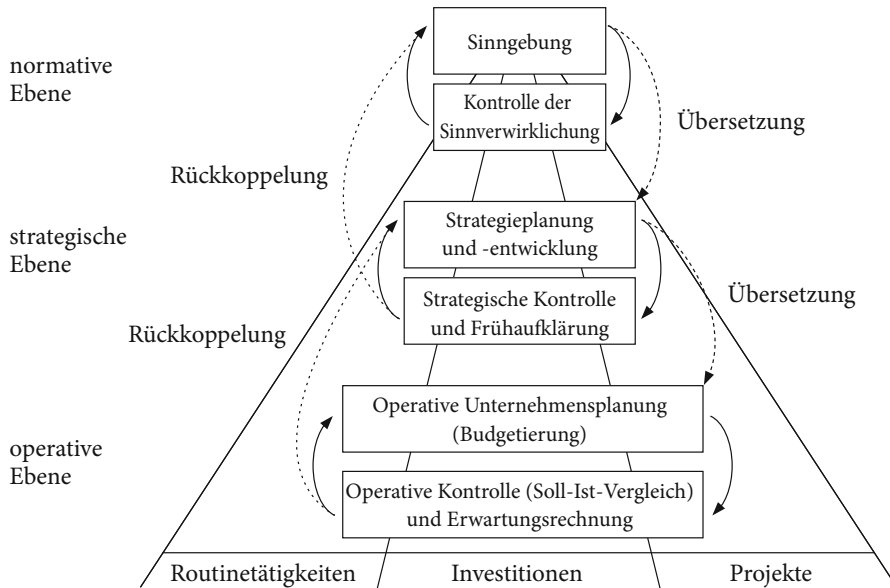 normative
Ebene
Sinngebung
Kontrolle der
Sinnverwirklichung
Übersetzung
Rückkoppelung
strategische
Ebene
Strategieplanung
und -entwicklung
Strategische Kontrolle
und Frühaufklärung
Übersetzung
Rückkoppelung
operative
Ebene
Operative Unternehmensplanung
(Budgetierung)
Operative Kontrolle (Soll-Ist-Vergleich)
und Erwartungsrechnung
Routinetätigkeiten
Investitionen
Projekte